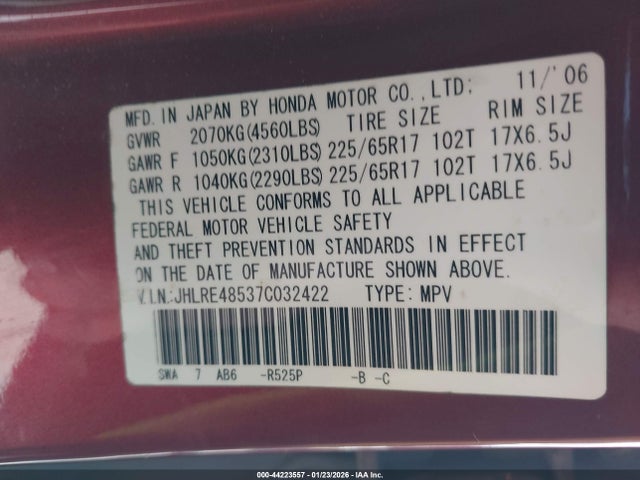 MFD. IN JAPAN BY HONDA MOTOR CO.,LTD: 11/'06
GVWR 2070KG(4560LBS) TIRE SIZE RIM SIZE
GAWR F 1050KG(2310LBS) 225/65R17 102T 17X6.5J
GAWR R 1040KG(2290LBS) 225/65R17 102T 17X6.5J
THIS VEHICLE CONFORMS TO ALL APPLICABLE
FEDERAL MOTOR VEHICLE SAFETY
AND THEFT PREVENTION STANDARDS IN EFFECT
ON THE DATE OF MANUFACTURE SHOWN ABOVE.
V.I.N.:JHLRE48537C032422 TYPE: MPV
SWA 7 AB6 -R525P -B -C
000-44223557 - 01/23/2026 - IAA Inc.